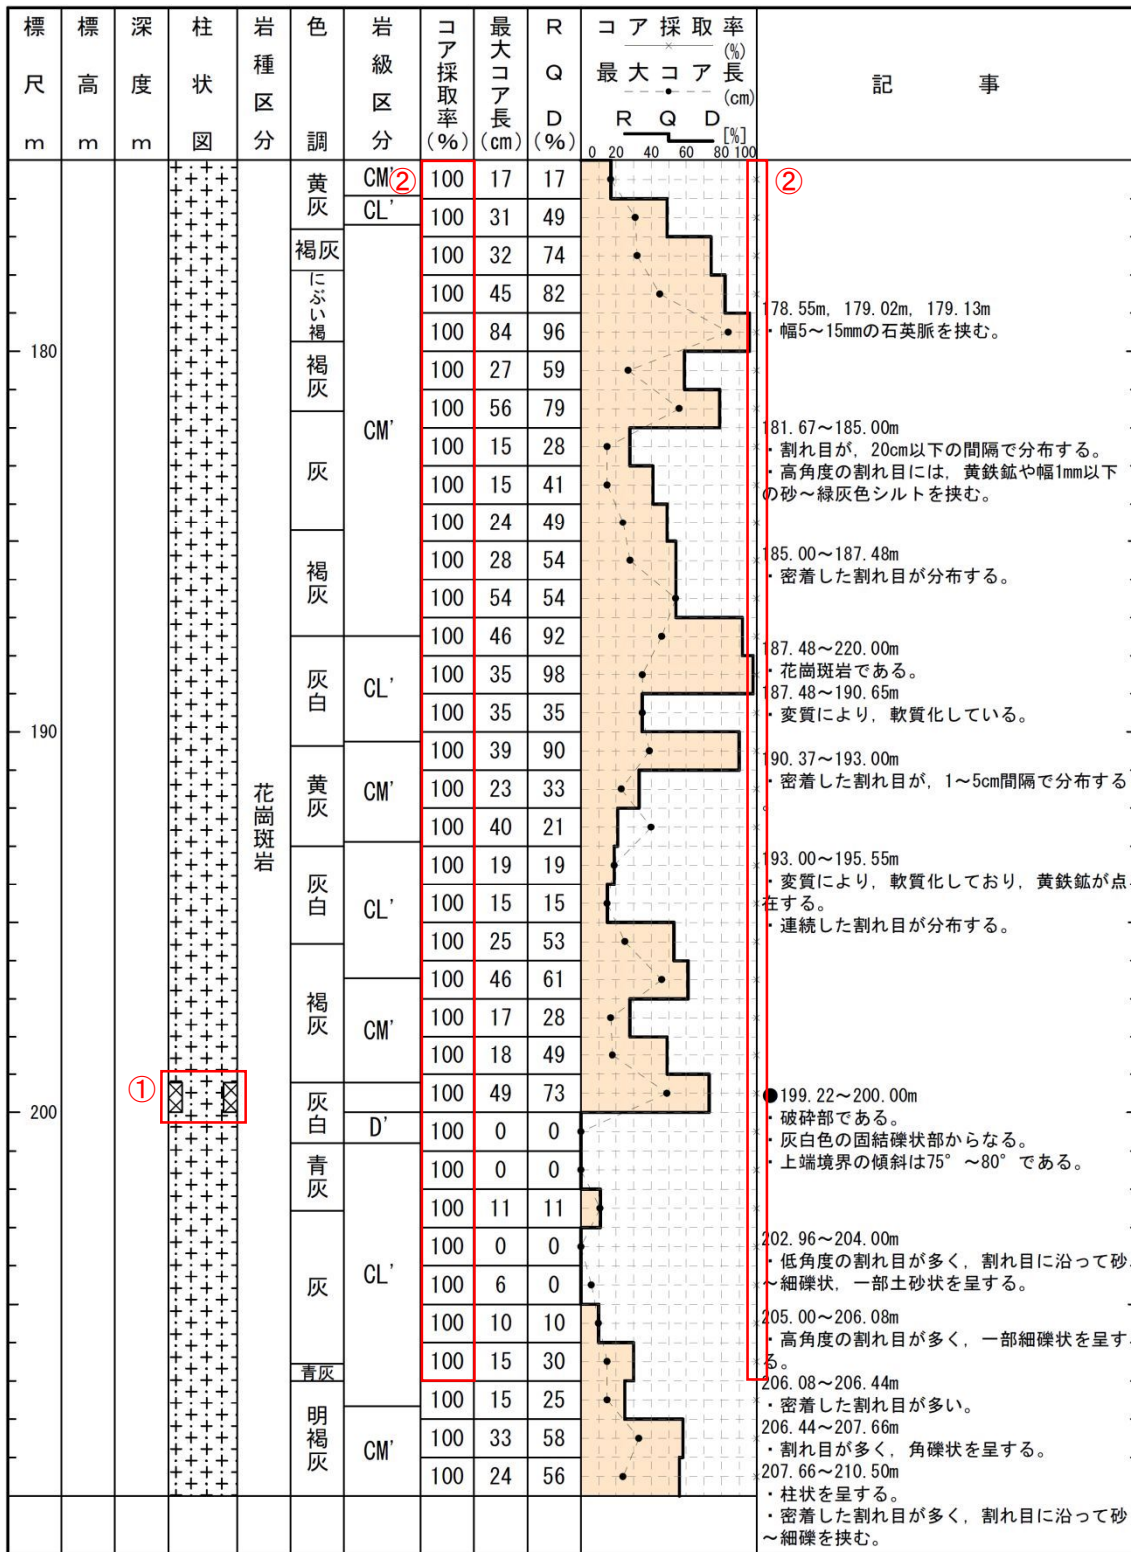 標尺m
標高m
深度m
柱状図
岩種区分
色調
岩級区分
コア採取率(%)
最大コア長(cm)
RQD(%)
コア採取率(%)
最大コア長(cm)
RQD[%]
0 20 40 60 80 100
記事
180
190
200
①
②
②
花崗斑岩
黄灰
褐灰
にぶい褐
褐灰
灰
褐灰
灰白
黄灰
灰白
褐灰
灰白
青灰
灰
青灰
明褐灰
CM'
CL'
CM'
CL'
CM'
CL'
CM'
D'
CL'
CM'
100 17 17
100 31 49
100 32 74
100 45 82
100 84 96
100 27 59
100 56 79
100 15 28
100 15 41
100 24 49
100 28 54
100 54 54
100 46 92
100 35 98
100 35 35
100 39 90
100 23 33
100 40 21
100 19 19
100 15 15
100 25 53
100 46 61
100 17 28
100 18 49
100 49 73
100 0 0
100 0 0
100 11 11
100 0 0
100 6 0
100 10 10
100 15 30
100 15 25
100 33 58
100 24 56
178.55m, 179.02m, 179.13m
・幅5～15mmの石英脈を挟む。
181.67～185.00m
・割れ目が，20cm以下の間隔で分布する。
・高角度の割れ目には，黄鉄鉱や幅1mm以下
の砂～緑灰色シルトを挟む。
185.00～187.48m
・密着した割れ目が分布する。
187.48～220.00m
・花崗斑岩である。
187.48～190.65m
・変質により，軟質化している。
190.37～193.00m
・密着した割れ目が，1～5cm間隔で分布する
。
193.00～195.55m
・変質により，軟質化しており，黄鉄鉱が点
在する。
・連続した割れ目が分布する。
●199.22～200.00m
・破砕部である。
・灰白色の固結礫状部からなる。
・上端境界の傾斜は75°～80°である。
202.96～204.00m
・低角度の割れ目が多く，割れ目に沿って砂
～細礫状，一部土砂状を呈する。
205.00～206.08m
・高角度の割れ目が多く，一部細礫状を呈す
る。
206.08～206.44m
・密着した割れ目が多い。
206.44～207.66m
・割れ目が多く，角礫状を呈する。
207.66～210.50m
・柱状を呈する。
・密着した割れ目が多く，割れ目に沿って砂
～細礫を挟む。